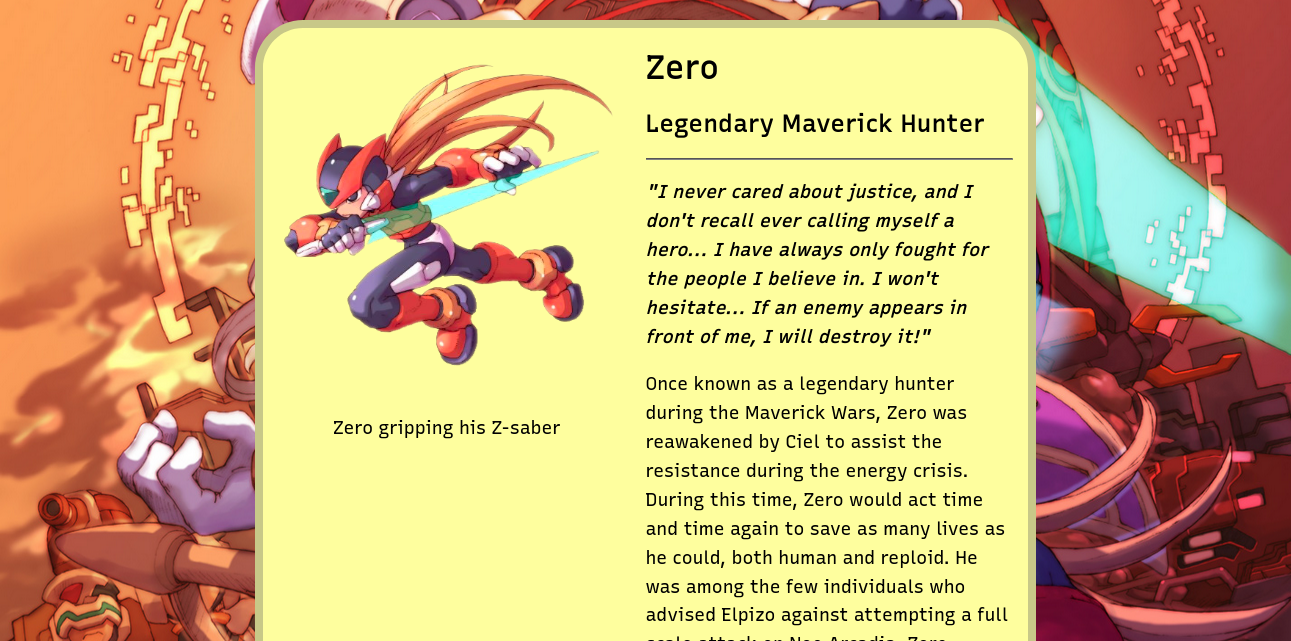 Zero
Legendary Maverick Hunter
"I never cared about justice, and I
don't recall ever calling myself a
hero... I have always only fought for
the people I believe in. I won't
hesitate... If an enemy appears in
front of me, I will destroy it!"
Zero gripping his Z-saber
Once known as a legendary hunter
during the Maverick Wars, Zero was
reawakened by Ciel to assist the
resistance during the energy crisis.
During this time, Zero would act time
and time again to save as many lives as
he could, both human and reploid. He
was among the few individuals who
advised Elpizo against attempting a full